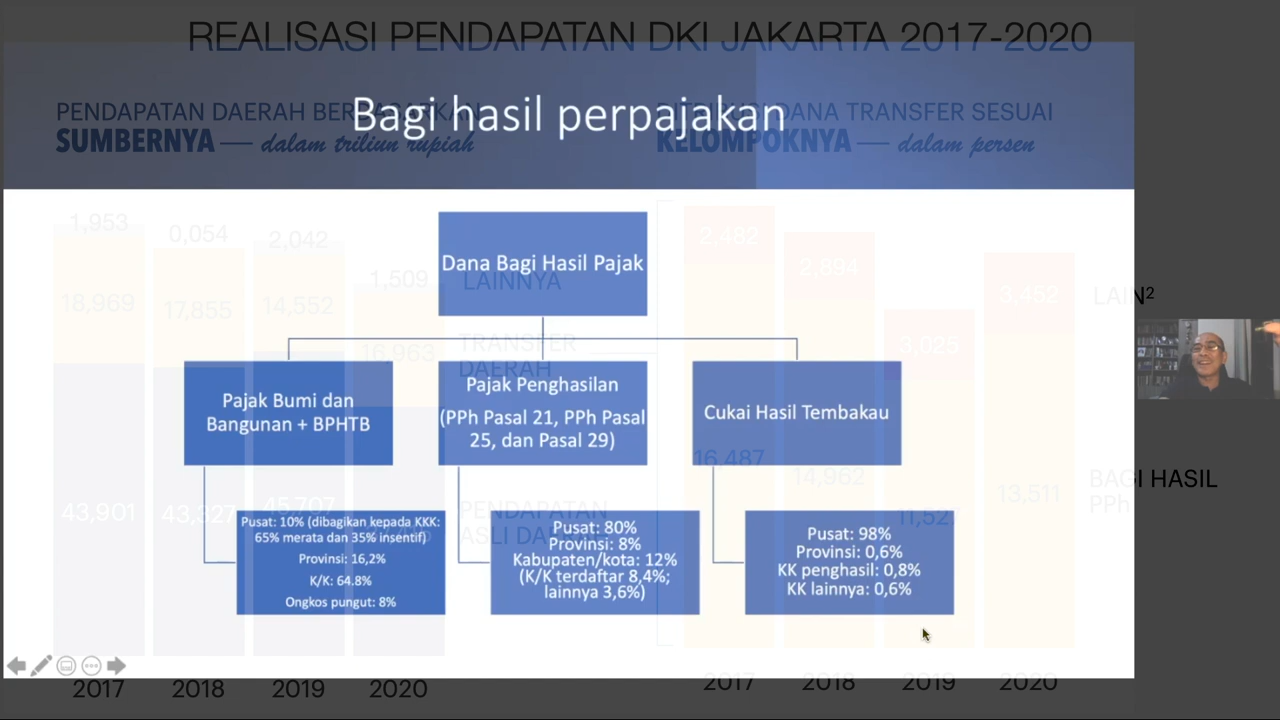 REALISASI PENDAPATAN DKI JAKARTA 2017-2020
Bagi hasil perpajakan
PENDAPATAN DAERAH BERDASARKAN
SUMBERNYA — dalam triliun rupiah
DANA TRANSFER SESUAI
KELOMPOKNYA — dalam persen
Dana Bagi Hasil Pajak
Pajak Bumi dan
Bangunan + BPHTB
Pajak Penghasilan
(PPh Pasal 21, PPh Pasal
25, dan Pasal 29)
Cukai Hasil Tembakau
Pusat: 10% (dibagikan kepada KKK:
65% merata dan 35% insentif)
Provinsi: 16,2%
K/K: 64.8%
Ongkos pungut: 8%
Pusat: 80%
Provinsi: 8%
Kabupaten/kota: 12%
(K/K terdaftar 8,4%;
lainnya 3,6%)
Pusat: 98%
Provinsi: 0,6%
KK penghasil: 0,8%
KK lainnya: 0,6%
1,953
0,054
2,042
1,509
LAINNYA
18,969
17,855
14,552
16,963
TRANSFER
DAERAH
43,901
43,327
45,707
PENDAPATAN
ASLI DAERAH
2017
2018
2019
2020
2,482
2,894
3,025
3,452
LAIN²
16,487
14,962
11,527
13,511
BAGI HASIL
PPh
2017
2018
2019
2020